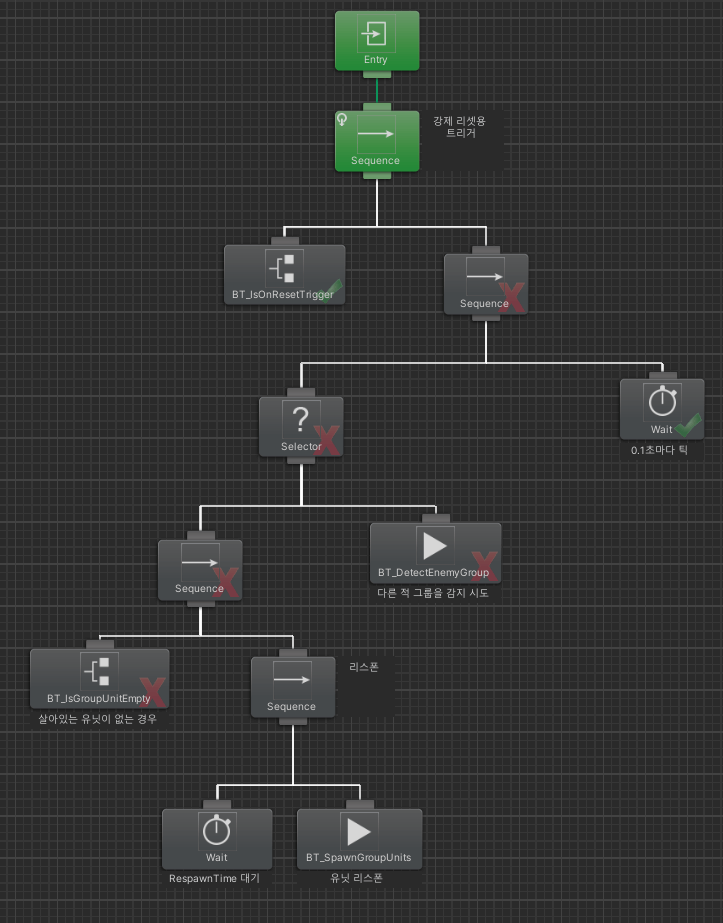 Entry
강제 리셋용
트리거
Sequence
BT_IsOnResetTrigger
Sequence
Selector
Wait
0.1초마다 틱
Sequence
BT_DetectEnemyGroup
다른 적 그룹을 감지 시도
BT_IsGroupUnitEmpty
살아있는 유닛이 없는 경우
리스폰
Sequence
Wait
RespawnTime 대기
BT_SpawnGroupUnits
유닛 리스폰